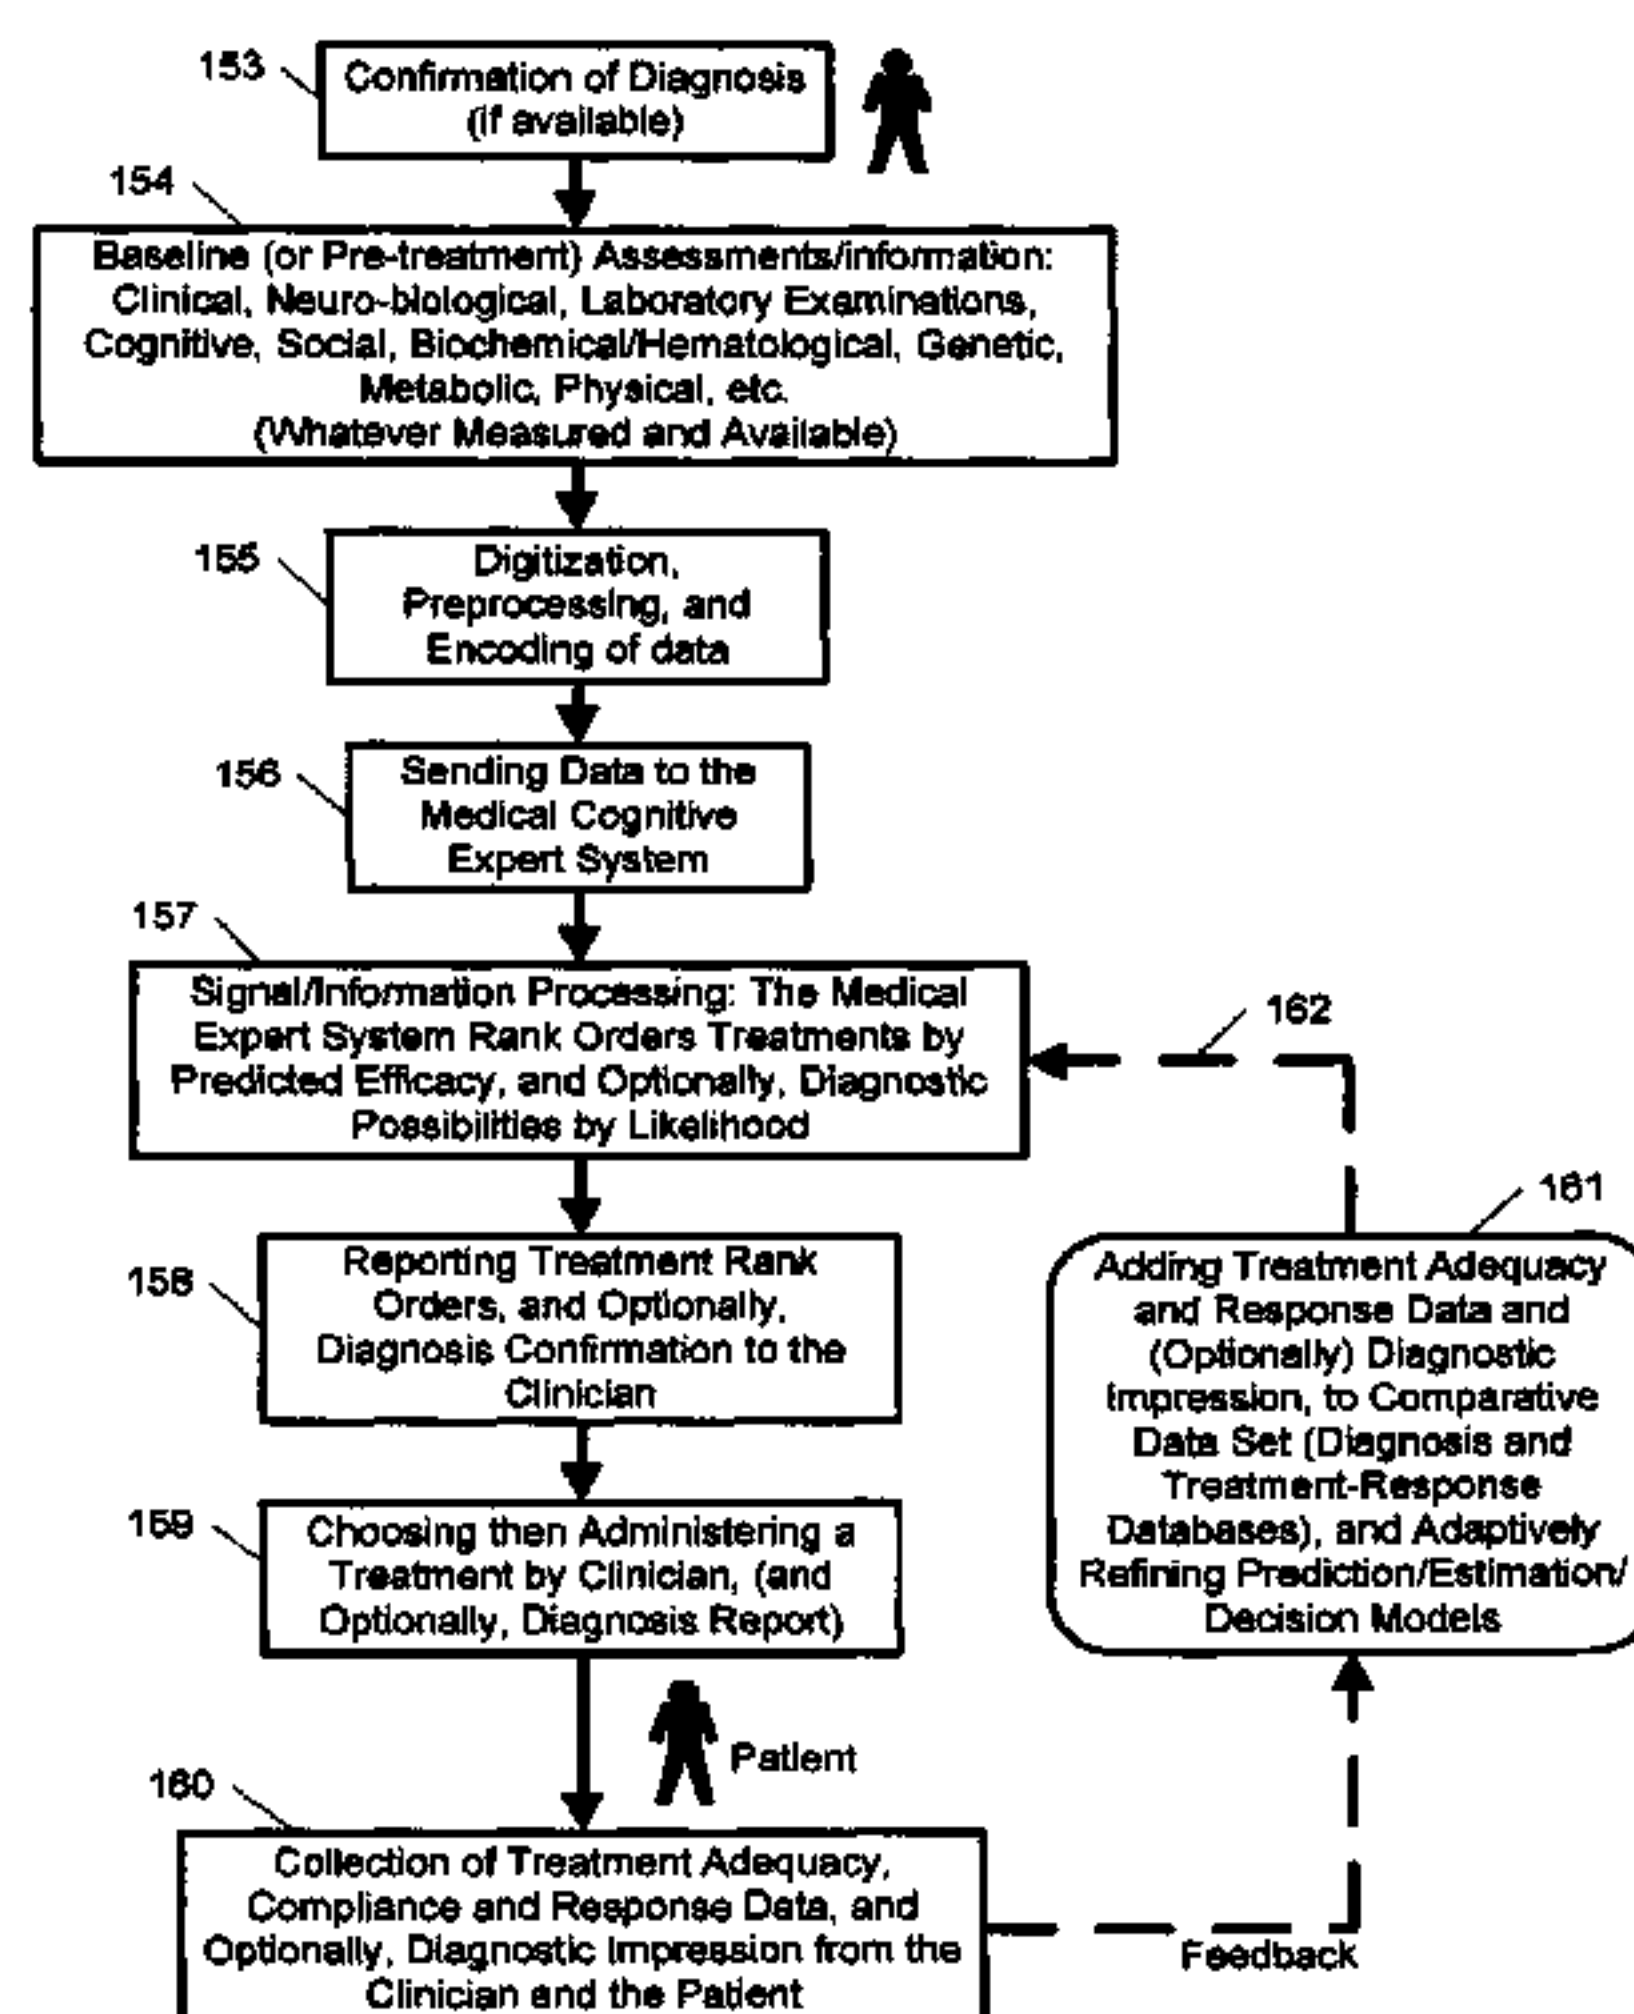 153
Confirmation of Diagnosis
(if available)
154
Baseline (or Pre-treatment) Assessments/information:
Clinical, Neuro-biological, Laboratory Examinations,
Cognitive, Social, Biochemical/Hematological, Genetic,
Metabolic, Physical, etc.
(Whatever Measured and Available)
155
Digitization,
Preprocessing, and
Encoding of data
156
Sending Data to the
Medical Cognitive
Expert System
157
Signal/Information Processing: The Medical
Expert System Rank Orders Treatments by
Predicted Efficacy, and Optionally, Diagnostic
Possibilities by Likelihood
162
158
Reporting Treatment Rank
Orders, and Optionally,
Diagnosis Confirmation to the
Clinician
161
Adding Treatment Adequacy
and Response Data and
(Optionally) Diagnostic
Impression, to Comparative
Data Set (Diagnosis and
Treatment-Response
Databases), and Adaptively
Refining Prediction/Estimation/
Decision Models
159
Choosing then Administering a
Treatment by Clinician, (and
Optionally, Diagnosis Report)
Patient
160
Collection of Treatment Adequacy,
Compliance and Response Data, and
Optionally, Diagnostic Impression from the
Clinician and the Patient
Feedback